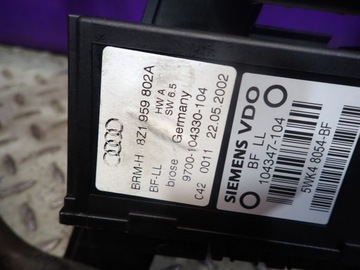 BRM-H 8Z1 959 802A
HW A
SW 6.5
BF-LL
brose Germany
9700-104330-104
C42 0011 22.05.2002
SIEMENS VDO
BF LL
104347-104
5WK4 8054-BF